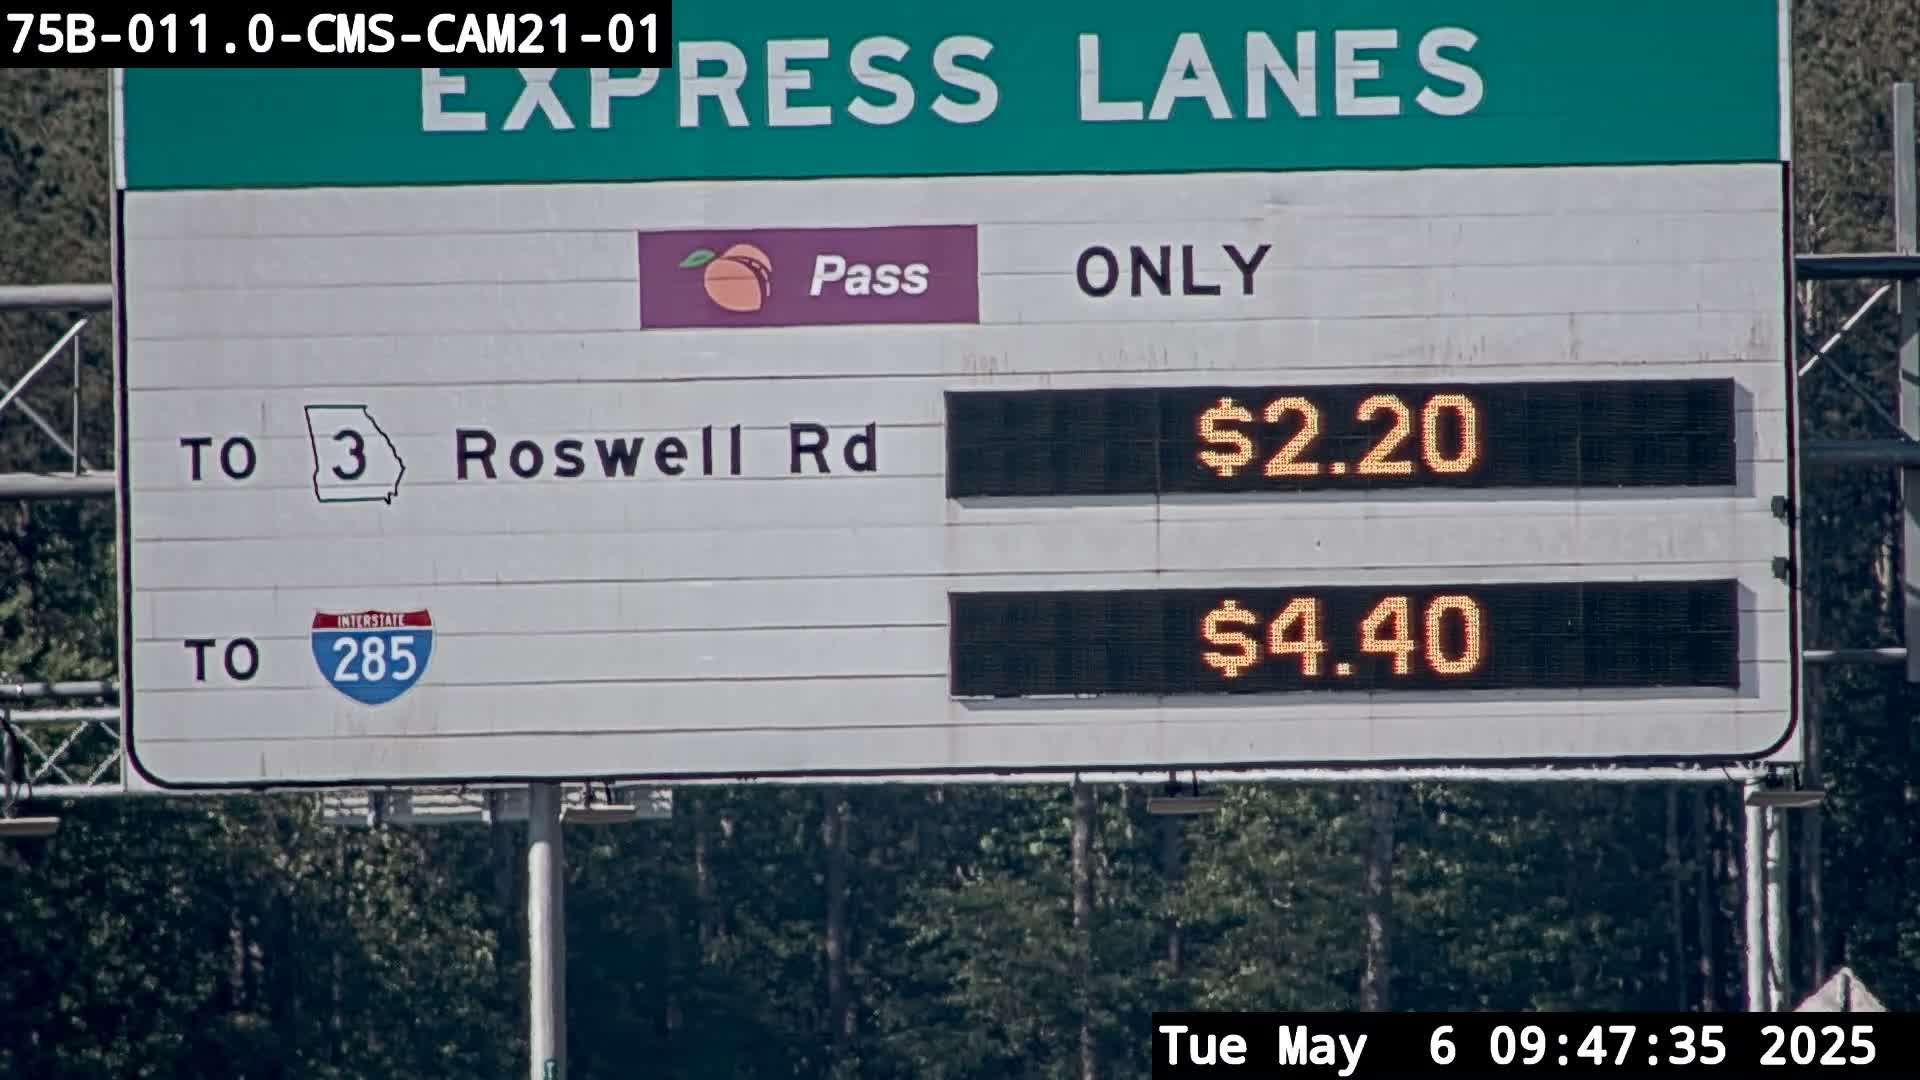 75B-011.0-CMS-CAM21-01
EXPRESS LANES
Pass ONLY
TO 3 Roswell Rd $2.20
INTERSTATE
TO 285 $4.40
Tue May 6 09:47:35 2025